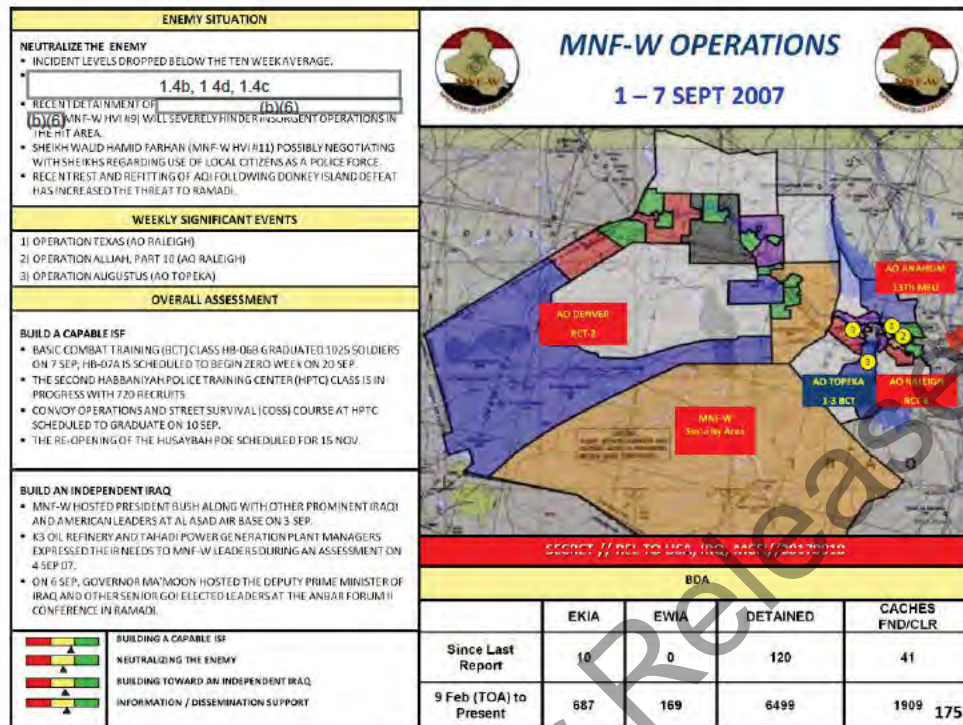 ENEMY SITUATION
NEUTRALIZE THE ENEMY
• INCIDENT LEVELS DROPPED BELOW THE TEN WEEK AVERAGE.
•
1.4b, 1 4d, 1.4c
• RECENT DETAINMENT OF (b)(6)
(b)(6) MNF-W HVI #9) WILL SEVERELY HINDER INSURGENT OPERATIONS IN
THE HIT AREA.
• SHEIKH WALID HAMID FARHAN (MNF-W HVI #11) POSSIBLY NEGOTIATING
WITH SHEIKHS REGARDING USE OF LOCAL CITIZENS AS A POLICE FORCE.
• RECENT REST AND REFITTING OF AQI FOLLOWING DONKEY ISLAND DEFEAT
HAS INCREASED THE THREAT TO RAMADI.
WEEKLY SIGNIFICANT EVENTS
1) OPERATION TEXAS (AO RALEIGH)
2) OPERATION ALLJAH, PART 10 (AO RALEIGH)
3) OPERATION AUGUSTUS (AO TOPEKA)
OVERALL ASSESSMENT
BUILD A CAPABLE ISF
• BASIC COMBAT TRAINING (BCT) CLASS HB-06B GRADUATED 1025 SOLDIERS
ON 7 SEP; HB-07A IS SCHEDULED TO BEGIN ZERO WEEK ON 20 SEP.
• THE SECOND HABBANIYAH POLICE TRAINING CENTER (HPTC) CLASS IS IN
PROGRESS WITH 720 RECRUITS.
• CONVOY OPERATIONS AND STREET SURVIVAL (COSS) COURSE AT HPTC
SCHEDULED TO GRADUATE ON 10 SEP.
• THE RE-OPENING OF THE HUSAYBAH POE SCHEDULED FOR 15 NOV.
BUILD AN INDEPENDENT IRAQ
• MNF-W HOSTED PRESIDENT BUSH ALONG WITH OTHER PROMINENT IRAQI
AND AMERICAN LEADERS AT AL ASAD AIR BASE ON 3 SEP.
• K3 OIL REFINERY AND TAHADI POWER GENERATION PLANT MANAGERS
EXPRESSED THEIR NEEDS TO MNF-W LEADERS DURING AN ASSESSMENT ON
4 SEP 07.
• ON 6 SEP, GOVERNOR MA'MOON HOSTED THE DEPUTY PRIME MINISTER OF
IRAQ AND OTHER SENIOR GOI ELECTED LEADERS AT THE ANBAR FORUM II
CONFERENCE IN RAMADI.
BUILDING A CAPABLE ISF
NEUTRALIZING THE ENEMY
BUILDING TOWARD AN INDEPENDENT IRAQ
INFORMATION / DISSEMINATION SUPPORT
MNF-W OPERATIONS
1 – 7 SEPT 2007
MNF-W
MNF-W
AO ANAHEIM
13TH MEU
AO DENVER
RCT-2
3
1
2
3
AO TOPEKA
1-3 BCT
AO RALEIGH
RCT-6
MNF-W
Security Area
I R A Q
SECRET // REL TO USA, IRQ, MCFI//20170910
BDA
EKIA EWIA DETAINED CACHES FND/CLR
Since Last Report 10 0 120 41
9 Feb (TOA) to Present 687 169 6499 1909
175
Release